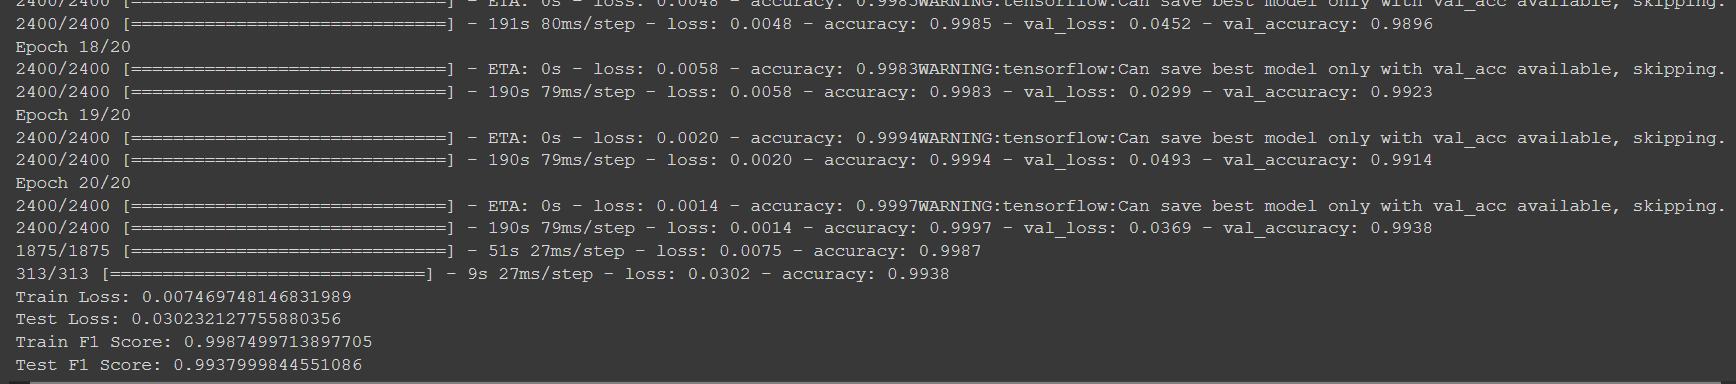 2400/2400 [==============================] - ETA: 0s - loss: 0.0048 - accuracy: 0.9985WARNING:tensorflow:Can save best model only with val_acc available, skipping.
2400/2400 [==============================] - 191s 80ms/step - loss: 0.0048 - accuracy: 0.9985 - val_loss: 0.0452 - val_accuracy: 0.9896
Epoch 18/20
2400/2400 [==============================] - ETA: 0s - loss: 0.0058 - accuracy: 0.9983WARNING:tensorflow:Can save best model only with val_acc available, skipping.
2400/2400 [==============================] - 190s 79ms/step - loss: 0.0058 - accuracy: 0.9983 - val_loss: 0.0299 - val_accuracy: 0.9923
Epoch 19/20
2400/2400 [==============================] - ETA: 0s - loss: 0.0020 - accuracy: 0.9994WARNING:tensorflow:Can save best model only with val_acc available, skipping.
2400/2400 [==============================] - 190s 79ms/step - loss: 0.0020 - accuracy: 0.9994 - val_loss: 0.0493 - val_accuracy: 0.9914
Epoch 20/20
2400/2400 [==============================] - ETA: 0s - loss: 0.0014 - accuracy: 0.9997WARNING:tensorflow:Can save best model only with val_acc available, skipping.
2400/2400 [==============================] - 190s 79ms/step - loss: 0.0014 - accuracy: 0.9997 - val_loss: 0.0369 - val_accuracy: 0.9938
1875/1875 [==============================] - 51s 27ms/step - loss: 0.0075 - accuracy: 0.9987
313/313 [==============================] - 9s 27ms/step - loss: 0.0302 - accuracy: 0.9938
Train Loss: 0.007469748146831989
Test Loss: 0.030232127755880356
Train F1 Score: 0.9987499713897705
Test F1 Score: 0.9937999844551086